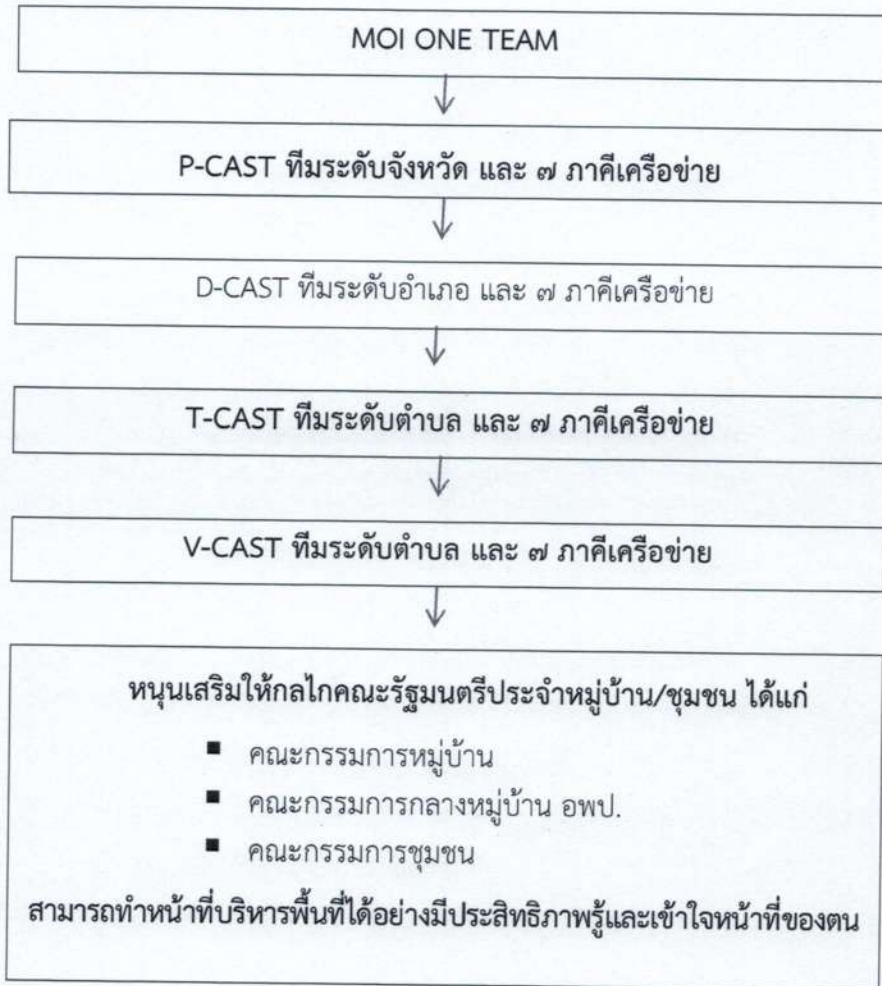 MOI ONE TEAM
P-CAST ทีมระดับจังหวัด และ ๗ ภาคีเครือข่าย
D-CAST ทีมระดับอำเภอ และ ๗ ภาคีเครือข่าย
T-CAST ทีมระดับตำบล และ ๗ ภาคีเครือข่าย
V-CAST ทีมระดับตำบล และ ๗ ภาคีเครือข่าย
หนุนเสริมให้กลไกคณะรัฐมนตรีประจำหมู่บ้าน/ชุมชน ได้แก่
▪ คณะกรรมการหมู่บ้าน
▪ คณะกรรมการกลางหมู่บ้าน อพป.
▪ คณะกรรมการชุมชน
สามารถทำหน้าที่บริหารพื้นที่ได้อย่างมีประสิทธิภาพรู้และเข้าใจหน้าที่ของตน